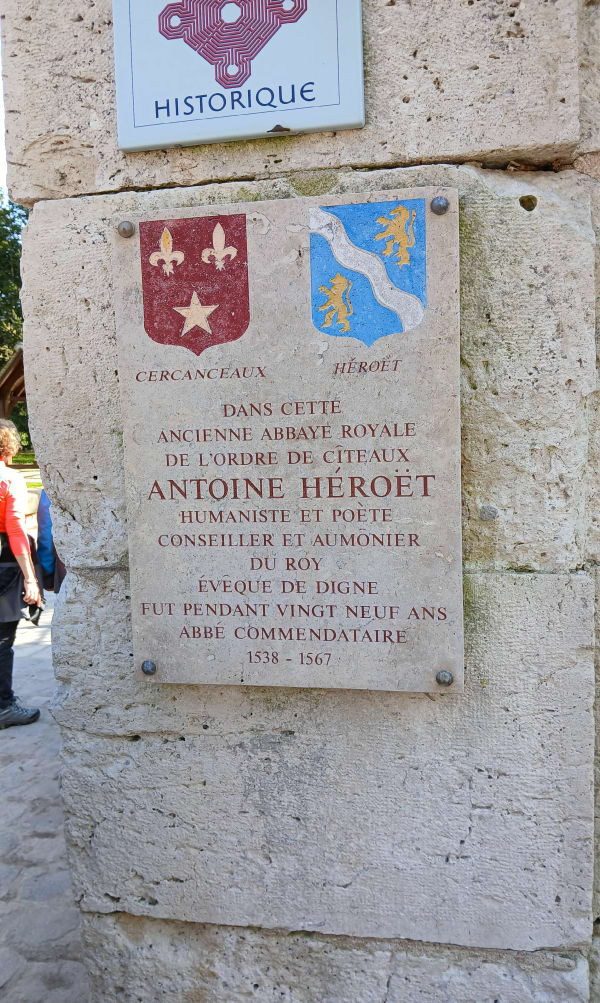 HISTORIQUE
CERCANCEAUX
HÉROËT
DANS CETTE
ANCIENNE ABBAYE ROYALE
DE L'ORDRE DE CÎTEAUX
ANTOINE HÉROËT
HUMANISTE ET POÈTE
CONSEILLER ET AUMONIER
DU ROY
ÉVEQUE DE DIGNE
FUT PENDANT VINGT NEUF ANS
ABBÉ COMMENDATAIRE
1538 - 1567